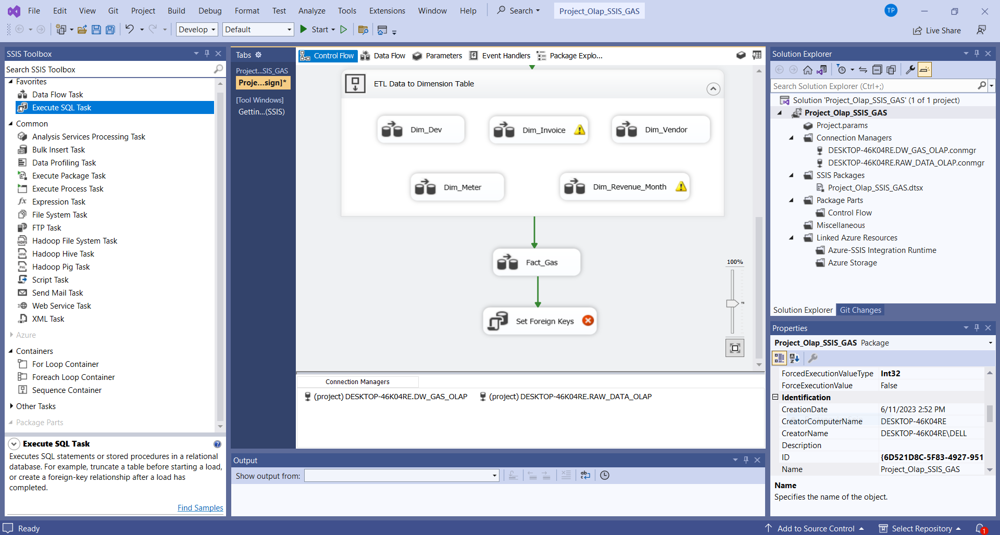 File Edit View Git Project Build Debug Format Test Analyze Tools Extensions Window Help Search Project_Olap_SSIS_GAS TP
Develop Default Start Live Share
SSIS Toolbox
Search SSIS Toolbox
Favorites
Data Flow Task
Execute SQL Task
Common
Analysis Services Processing Task
Bulk Insert Task
Data Profiling Task
Execute Package Task
Execute Process Task
Expression Task
File System Task
FTP Task
Hadoop File System Task
Hadoop Hive Task
Hadoop Pig Task
Script Task
Send Mail Task
Web Service Task
XML Task
Azure
Containers
For Loop Container
Foreach Loop Container
Sequence Container
Other Tasks
Package Parts
Execute SQL Task
Executes SQL statements or stored procedures in a relational
database. For example, truncate a table before starting a load,
or create a foreign-key relationship after a load has
completed.
Find Samples
Tabs
Project...SIS_GAS
Proje...sign]*
[Tool Windows]
Gettin...(SSIS)
Control Flow Data Flow Parameters Event Handlers Package Explo...
ETL Data to Dimension Table
Dim_Dev Dim_Invoice Dim_Vendor
Dim_Meter Dim_Revenue_Month
Fact_Gas
100%
Set Foreign Keys
Connection Managers
(project) DESKTOP-46K04RE.DW_GAS_OLAP (project) DESKTOP-46K04RE.RAW_DATA_OLAP
Output
Show output from:
Solution Explorer
Search Solution Explorer (Ctrl+;)
Solution 'Project_Olap_SSIS_GAS' (1 of 1 project)
Project_Olap_SSIS_GAS
Project.params
Connection Managers
DESKTOP-46K04RE.DW_GAS_OLAP.conmgr
DESKTOP-46K04RE.RAW_DATA_OLAP.conmgr
SSIS Packages
Project_Olap_SSIS_GAS.dtsx
Package Parts
Control Flow
Miscellaneous
Linked Azure Resources
Azure-SSIS Integration Runtime
Azure Storage
Solution Explorer Git Changes
Properties
Project_Olap_SSIS_GAS Package
ForcedExecutionValueType Int32
ForceExecutionValue False
Identification
CreationDate 6/11/2023 2:52 PM
CreatorComputerName DESKTOP-46K04RE
CreatorName DESKTOP-46K04RE\DELL
Description
ID {6D521D8C-5F83-4927-951
Name Project_Olap_SSIS_GAS
Name
Specifies the name of the object.
Ready Add to Source Control Select Repository 1